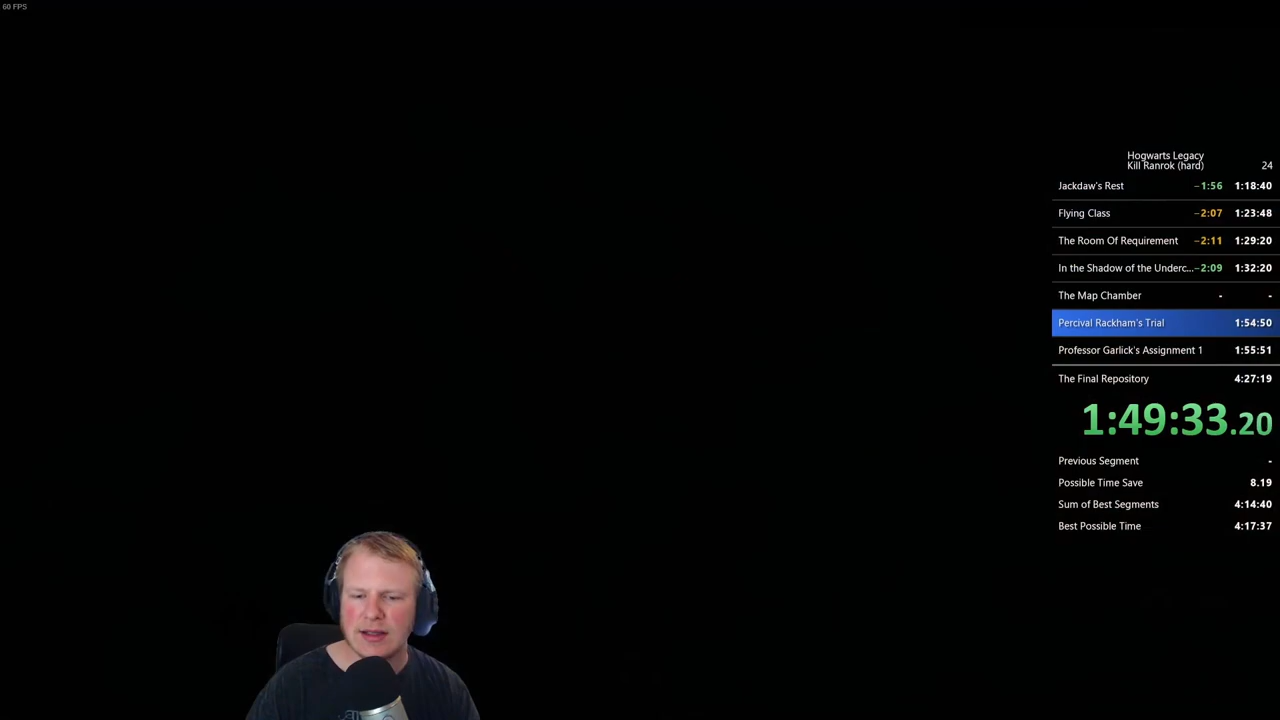 60 FPS
Hogwarts Legacy
Kill Ranrok (hard) 24
Jackdaw's Rest −1:56 1:18:40
Flying Class −2:07 1:23:48
The Room Of Requirement −2:11 1:29:20
In the Shadow of the Underc... −2:09 1:32:20
The Map Chamber - -
Percival Rackham's Trial 1:54:50
Professor Garlick's Assignment 1 1:55:51
The Final Repository 4:27:19
1:49:33.20
Previous Segment -
Possible Time Save 8.19
Sum of Best Segments 4:14:40
Best Possible Time 4:17:37